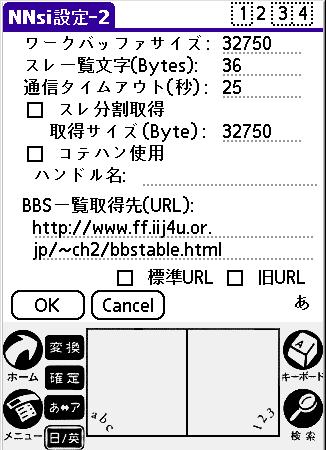 NNsi設定-2 1 2 3 4
ワークバッファサイズ: 32750
スレ一覧文字(Bytes): 36
通信タイムアウト(秒): 25
スレ分割取得
取得サイズ(Byte): 32750
コテハン使用
ハンドル名:
BBS一覧取得先(URL):
http://www.ff.iij4u.or.
jp/~ch2/bbstable.html
標準URL 旧URL
OK Cancel あ
ホーム 変換 キーボード
確定
メニュー あ⇔ア abc 123 検索
日/英